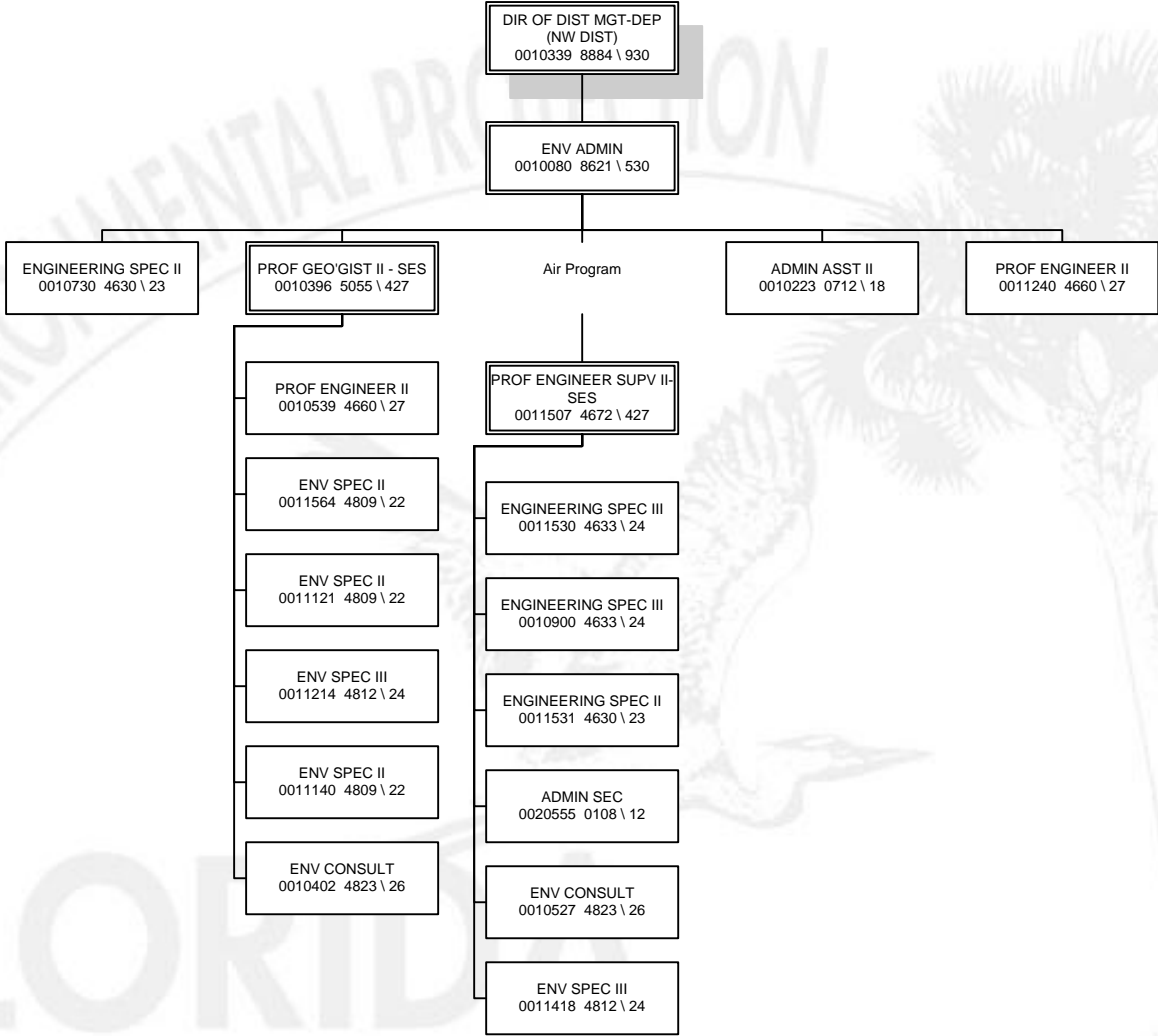 DIR OF DIST MGT-DEP
(NW DIST)
0010339 8884 \ 930
ENV ADMIN
0010080 8621 \ 530
ENGINEERING SPEC II
0010730 4630 \ 23
PROF GEO'GIST II - SES
0010396 5055 \ 427
Air Program
ADMIN ASST II
0010223 0712 \ 18
PROF ENGINEER II
0011240 4660 \ 27
PROF ENGINEER II
0010539 4660 \ 27
ENV SPEC II
0011564 4809 \ 22
ENV SPEC II
0011121 4809 \ 22
ENV SPEC III
0011214 4812 \ 24
ENV SPEC II
0011140 4809 \ 22
ENV CONSULT
0010402 4823 \ 26
PROF ENGINEER SUPV II-
SES
0011507 4672 \ 427
ENGINEERING SPEC III
0011530 4633 \ 24
ENGINEERING SPEC III
0010900 4633 \ 24
ENGINEERING SPEC II
0011531 4630 \ 23
ADMIN SEC
0020555 0108 \ 12
ENV CONSULT
0010527 4823 \ 26
ENV SPEC III
0011418 4812 \ 24